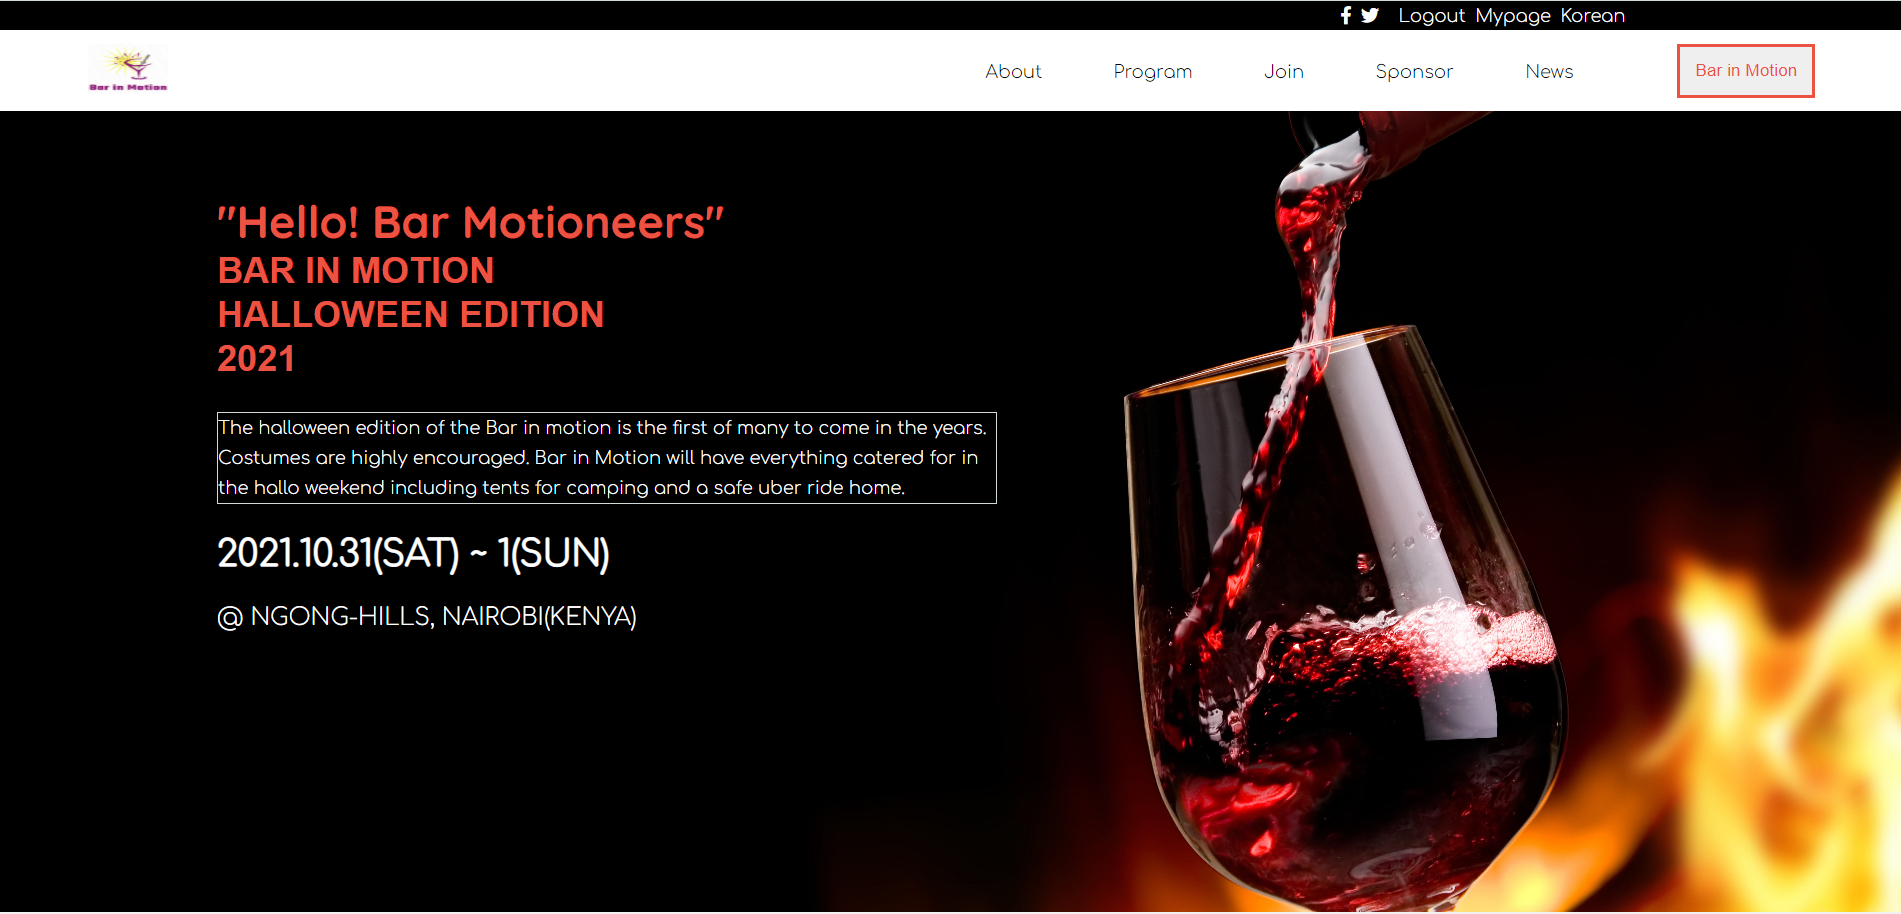 Logout Mypage Korean
Bar in Motion
About Program Join Sponsor News
Bar in Motion
"Hello! Bar Motioneers"
BAR IN MOTION
HALLOWEEN EDITION
2021
The halloween edition of the Bar in motion is the first of many to come in the years.
Costumes are highly encouraged. Bar in Motion will have everything catered for in
the hallo weekend including tents for camping and a safe uber ride home.
2021.10.31(SAT) ~ 1(SUN)
@ NGONG-HILLS, NAIROBI(KENYA)